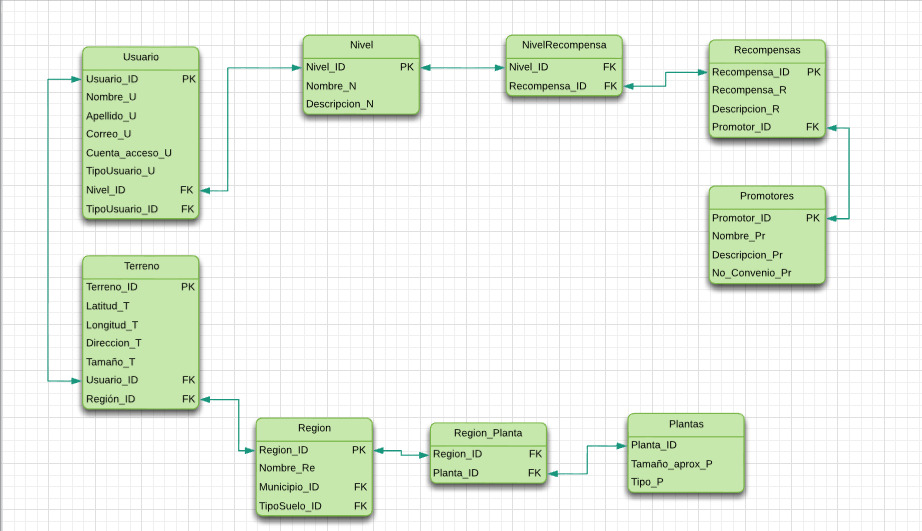 Usuario
Usuario_ID PK
Nombre_U
Apellido_U
Correo_U
Cuenta_acceso_U
TipoUsuario_U
Nivel_ID FK
TipoUsuario_ID FK
Nivel
Nivel_ID PK
Nombre_N
Descripcion_N
NivelRecompensa
Nivel_ID FK
Recompensa_ID FK
Recompensas
Recompensa_ID PK
Recompensa_R
Descripcion_R
Promotor_ID FK
Promotores
Promotor_ID PK
Nombre_Pr
Descripcion_Pr
No_Convenio_Pr
Terreno
Terreno_ID PK
Latitud_T
Longitud_T
Direccion_T
Tamaño_T
Usuario_ID FK
Región_ID FK
Region
Region_ID PK
Nombre_Re
Municipio_ID FK
TipoSuelo_ID FK
Region_Planta
Region_ID FK
Planta_ID FK
Plantas
Planta_ID
Tamaño_aprox_P
Tipo_P